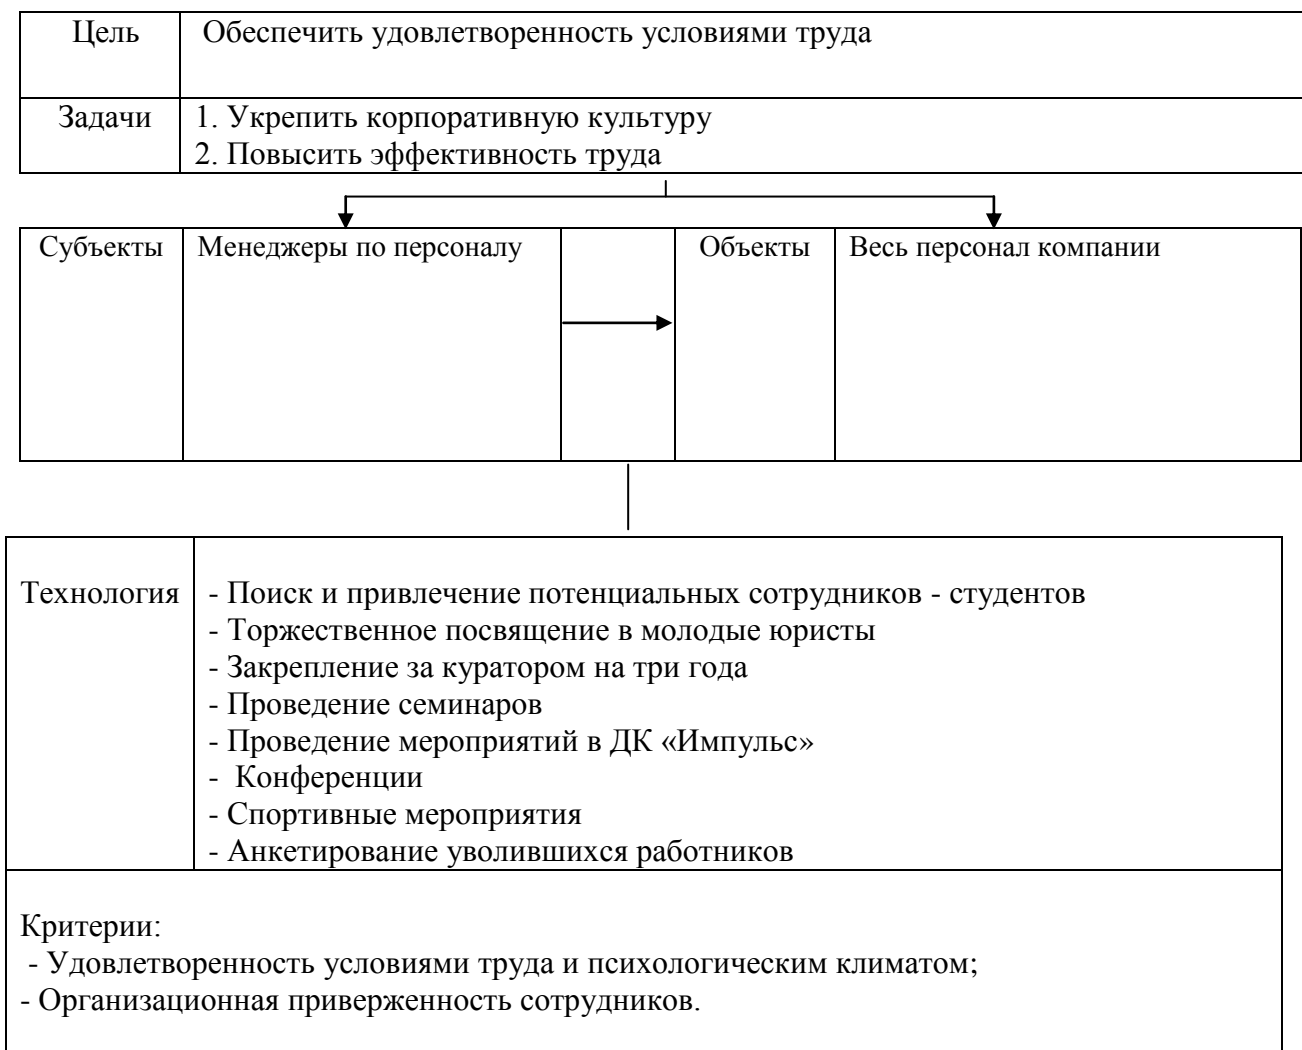 Цель Обеспечить удовлетворенность условиями труда
Задачи 1. Укрепить корпоративную культуру
2. Повысить эффективность труда
Субъекты Менеджеры по персоналу Объекты Весь персонал компании
Технология - Поиск и привлечение потенциальных сотрудников - студентов
- Торжественное посвящение в молодые юристы
- Закрепление за куратором на три года
- Проведение семинаров
- Проведение мероприятий в ДК «Импульс»
- Конференции
- Спортивные мероприятия
- Анкетирование уволившихся работников
Критерии:
- Удовлетворенность условиями труда и психологическим климатом;
- Организационная приверженность сотрудников.